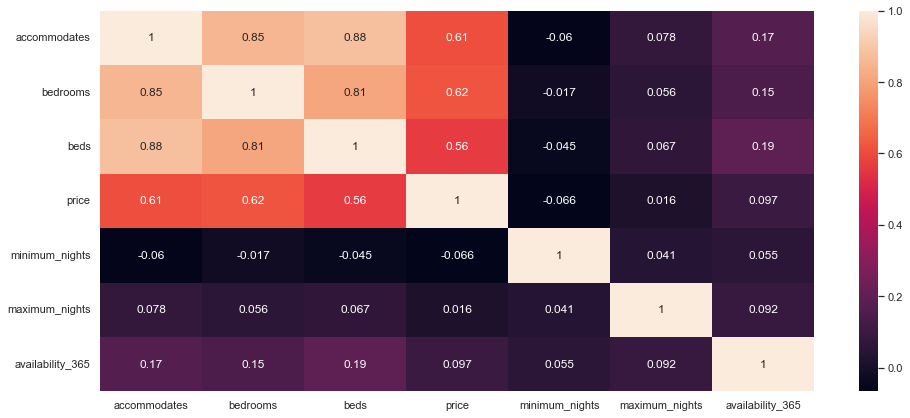 accommodates 1 0.85 0.88 0.61 -0.06 0.078 0.17
bedrooms 0.85 1 0.81 0.62 -0.017 0.056 0.15
beds 0.88 0.81 1 0.56 -0.045 0.067 0.19
price 0.61 0.62 0.56 1 -0.066 0.016 0.097
minimum_nights -0.06 -0.017 -0.045 -0.066 1 0.041 0.055
maximum_nights 0.078 0.056 0.067 0.016 0.041 1 0.092
availability_365 0.17 0.15 0.19 0.097 0.055 0.092 1
accommodates bedrooms beds price minimum_nights maximum_nights availability_365
1.0
0.8
0.6
0.4
0.2
0.0